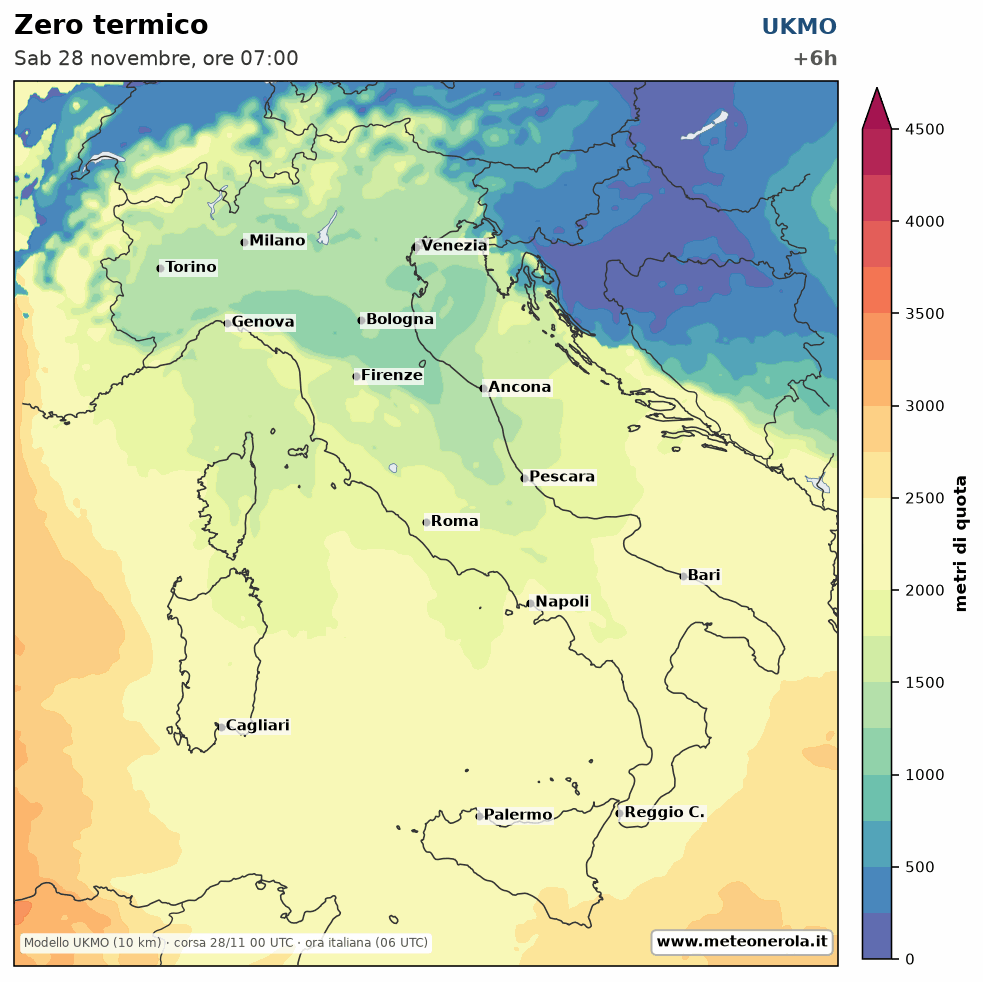 Zero termico
UKMO
Sab 28 novembre, ore 07:00
+6h
Milano
Venezia
Torino
Genova
Bologna
Firenze
Ancona
Pescara
Roma
Bari
Napoli
Cagliari
Palermo
Reggio C.
4500
4000
3500
3000
2500
2000
1500
1000
500
0
metri di quota
Modello UKMO (10 km) · corsa 28/11 00 UTC · ora italiana (06 UTC)
www.meteonerola.it